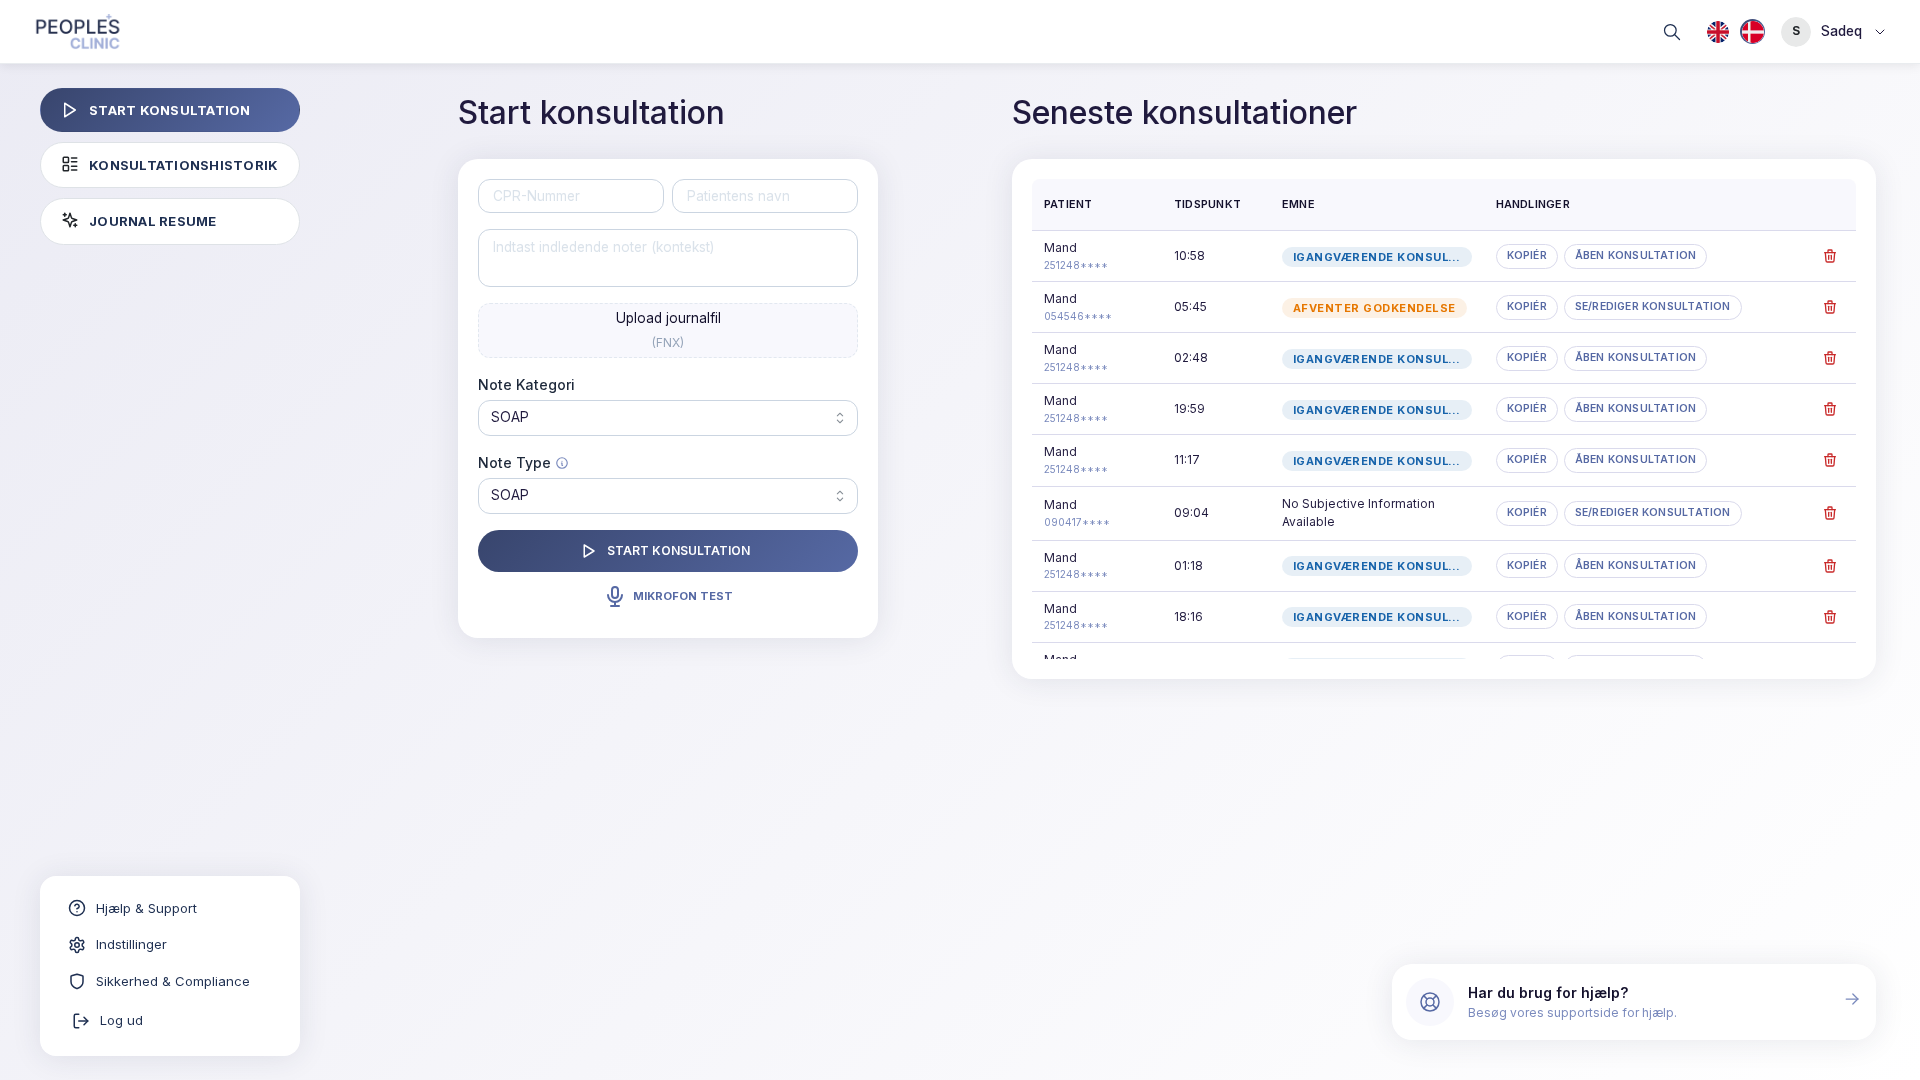 PEOPLES
CLINIC
S
Sadeq
START KONSULTATION
KONSULTATIONSHISTORIK
JOURNAL RESUME
Start konsultation
CPR-Nummer
Patientens navn
Indtast indledende noter (kontekst)
Upload journalfil
(FNX)
Note Kategori
SOAP
Note Type
SOAP
START KONSULTATION
MIKROFON TEST
Seneste konsultationer
PATIENT TIDSPUNKT EMNE HANDLINGER
Mand
251248****
10:58
IGANGVÆRENDE KONSUL...
KOPIÉR
ÅBEN KONSULTATION
Mand
054546****
05:45
AFVENTER GODKENDELSE
KOPIÉR
SE/REDIGER KONSULTATION
Mand
251248****
02:48
IGANGVÆRENDE KONSUL...
KOPIÉR
ÅBEN KONSULTATION
Mand
251248****
19:59
IGANGVÆRENDE KONSUL...
KOPIÉR
ÅBEN KONSULTATION
Mand
251248****
11:17
IGANGVÆRENDE KONSUL...
KOPIÉR
ÅBEN KONSULTATION
Mand
090417****
09:04
No Subjective Information
Available
KOPIÉR
SE/REDIGER KONSULTATION
Mand
251248****
01:18
IGANGVÆRENDE KONSUL...
KOPIÉR
ÅBEN KONSULTATION
Mand
251248****
18:16
IGANGVÆRENDE KONSUL...
KOPIÉR
ÅBEN KONSULTATION
Mand
Hjælp & Support
Indstillinger
Sikkerhed & Compliance
Log ud
Har du brug for hjælp?
Besøg vores supportside for hjælp.